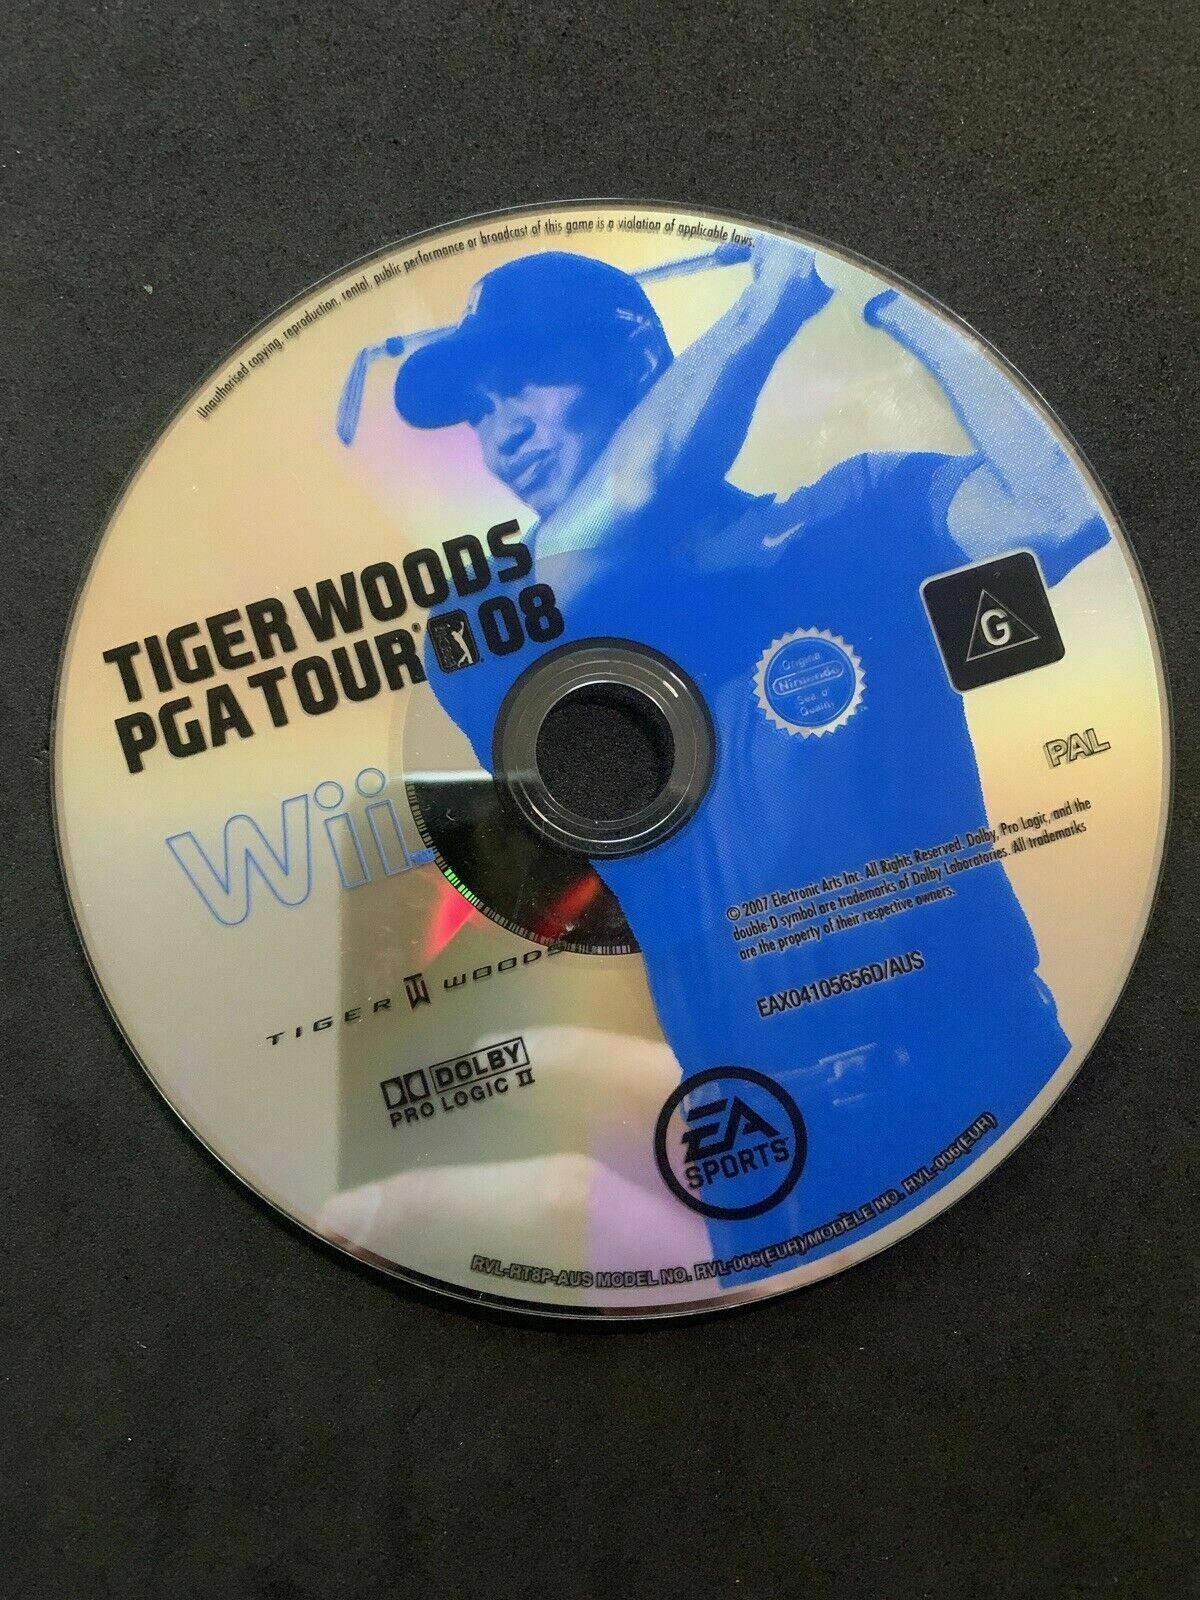 Unauthorised copying, reproduction, rental, public performance or broadcast of this game is a violation of applicable laws.
TIGER WOODS
PGA TOUR® 08
Wii
G
Original
Nintendo
Seal of
Quality
PAL
© 2007 Electronic Arts Inc. All Rights Reserved. Dolby, Pro Logic, and the
double-D symbol are trademarks of Dolby Laboratories. All trademarks
are the property of their respective owners.
EAX04105656D/AUS
TIGER TW WOODS
DOLBY
PRO LOGIC II
EA
SPORTS™
RVL-RT8P-AUS MODEL NO. RVL-006(EUR)/MODÈLE NO. RVL-006(EUR)